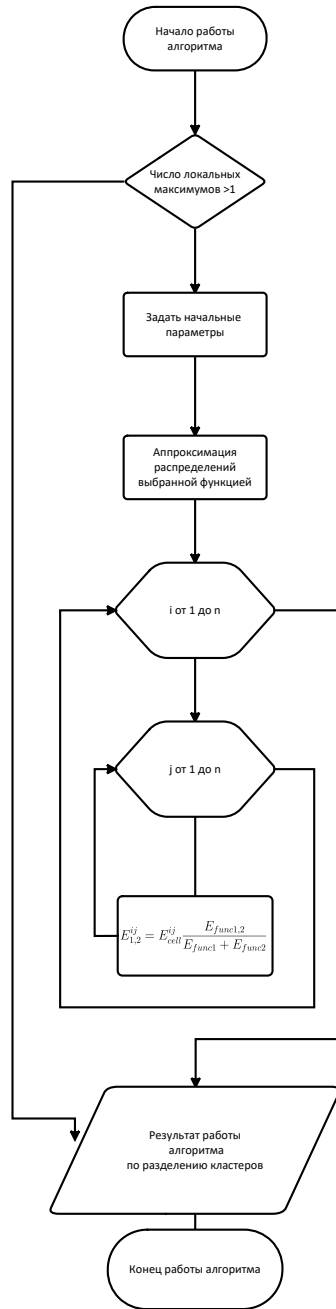 Начало работы
алгоритма
Число локальных
максимумов >1
Задать начальные
параметры
Аппроксимация
распределений
выбранной функцией
i от 1 до n
j от 1 до n
$E_{1,2}^{ij} = E_{cell}^{ij} \frac{E_{func1,2}}{E_{func1} + E_{func2}}$
Результат работы
алгоритма
по разделению кластеров
Конец работы алгоритма